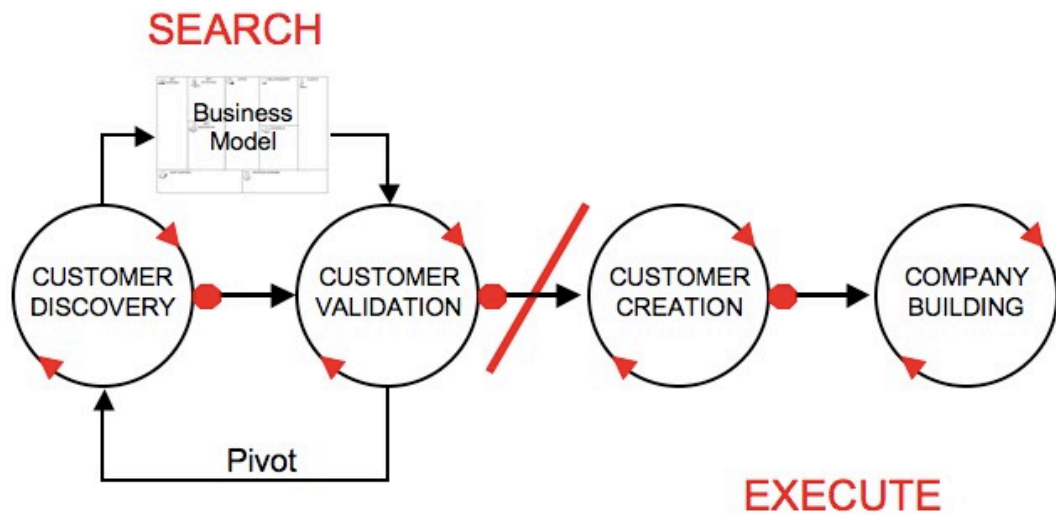 SEARCH
Business
Model
CUSTOMER
DISCOVERY
CUSTOMER
VALIDATION
CUSTOMER
CREATION
COMPANY
BUILDING
Pivot
EXECUTE